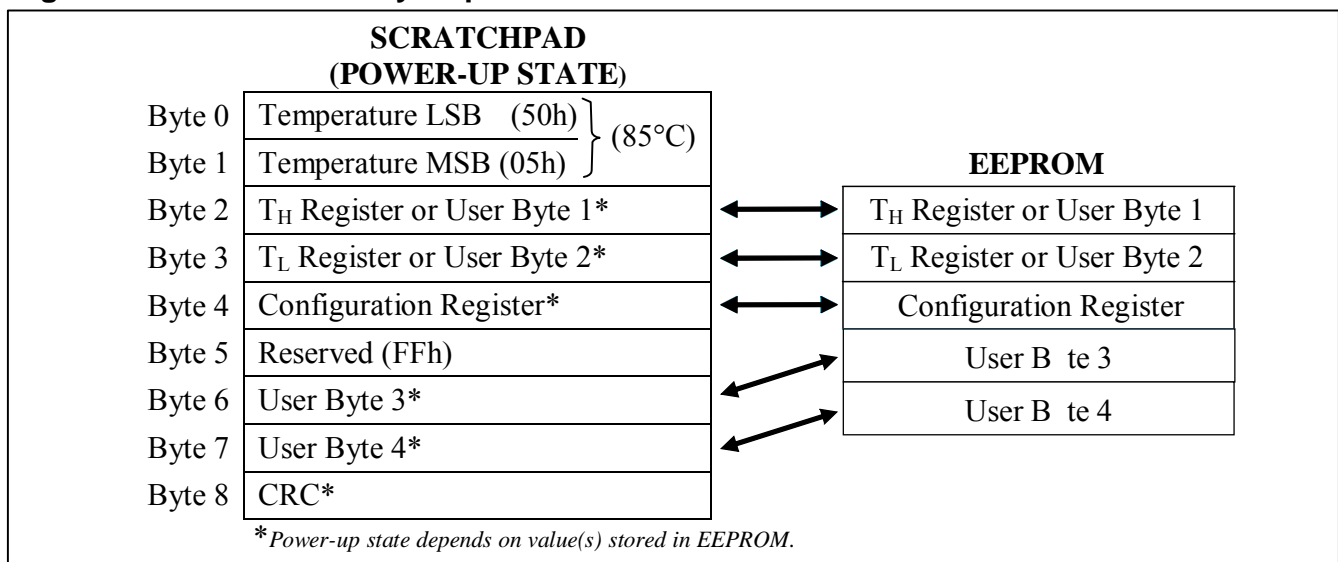 SCRATCHPAD
(POWER-UP STATE)
Byte 0 Temperature LSB (50h)
(85°C)
Byte 1 Temperature MSB (05h)
EEPROM
Byte 2 T_H Register or User Byte 1* T_H Register or User Byte 1
Byte 3 T_L Register or User Byte 2* T_L Register or User Byte 2
Byte 4 Configuration Register* Configuration Register
Byte 5 Reserved (FFh) User B te 3
Byte 6 User Byte 3* User B te 4
Byte 7 User Byte 4*
Byte 8 CRC*
*Power-up state depends on value(s) stored in EEPROM.